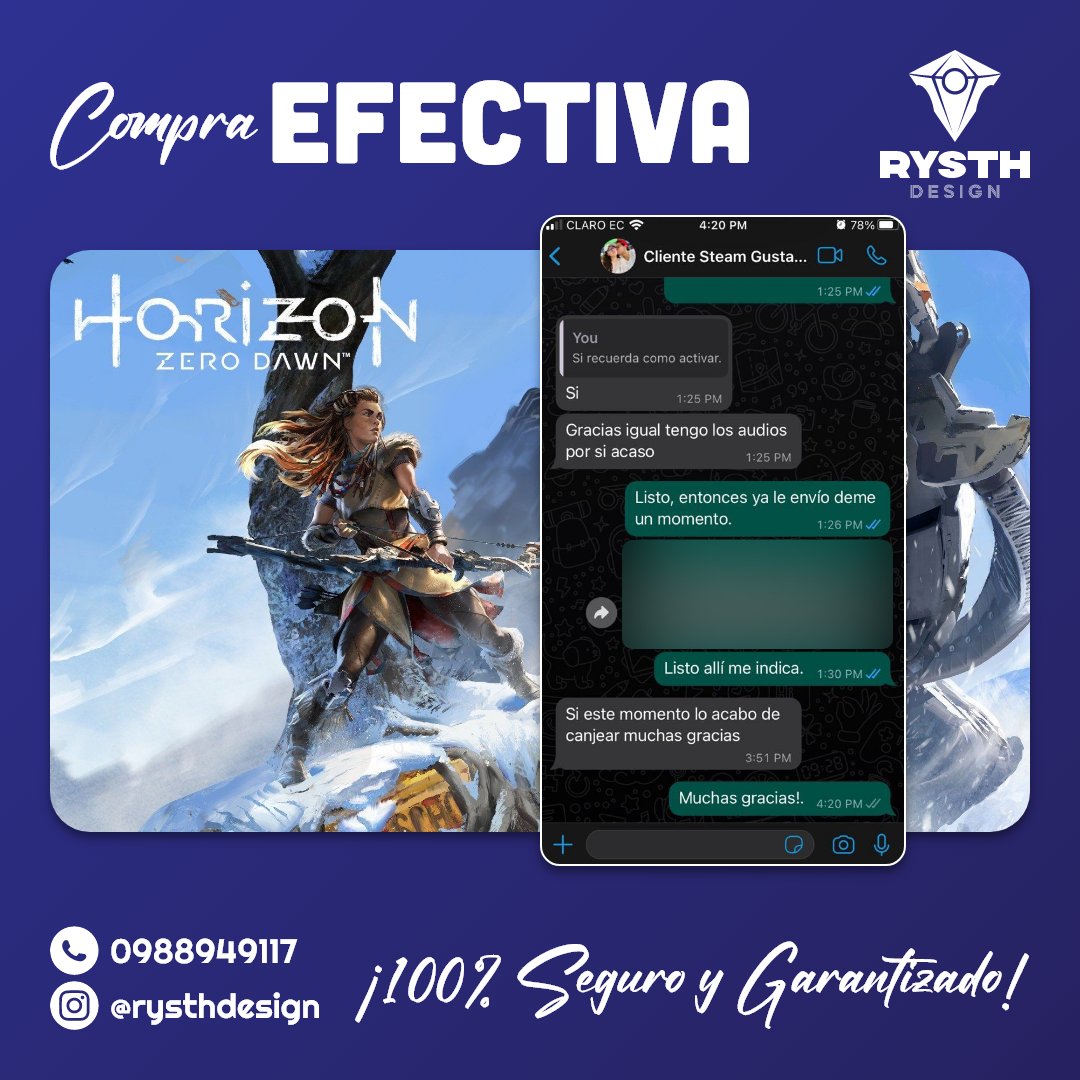 Compra EFECTIVA
RYSTH
DESIGN
CLARO EC 4:20 PM 78%
Cliente Steam Gusta...
1:25 PM
HORIZON
ZERO DAWN™
You
Si recuerda como activar.
Si 1:25 PM
Gracias igual tengo los audios
por si acaso 1:25 PM
Listo, entonces ya le envío deme
un momento. 1:26 PM
Listo allí me indica. 1:30 PM
Si este momento lo acabo de
canjear muchas gracias
3:51 PM
Muchas gracias!. 4:20 PM
0988949117
@rysthdesign
¡100% Seguro y Garantizado!